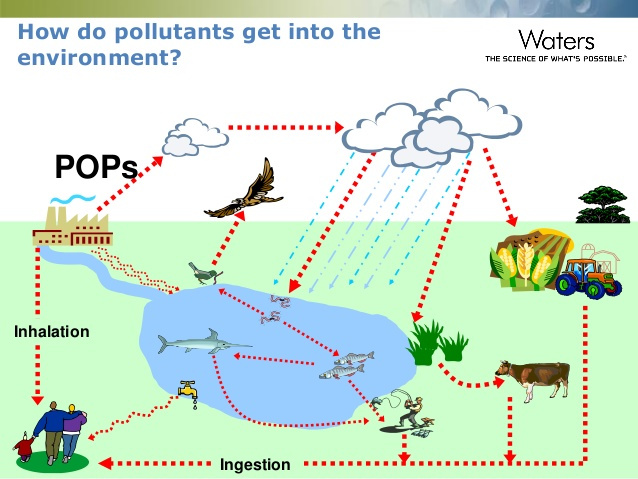 How do pollutants get into the
environment?
Waters
THE SCIENCE OF WHAT'S POSSIBLE.
POPs
Inhalation
Ingestion